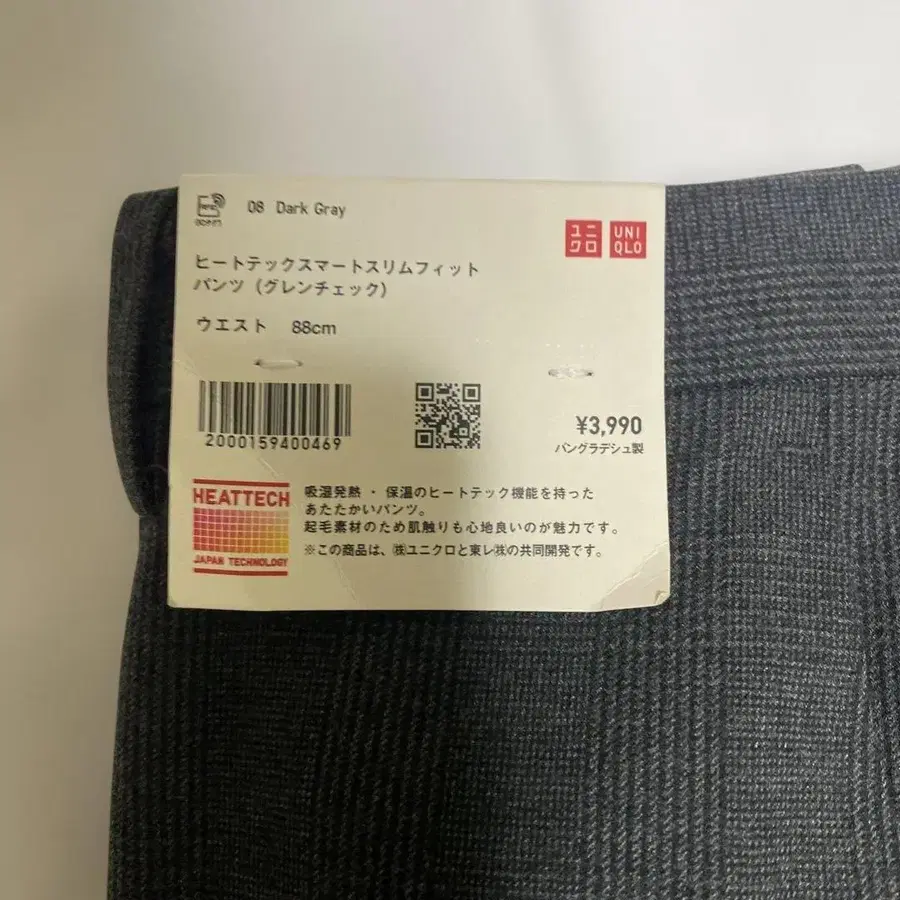 08 Dark Gray
ユニクロ
UNIQLO
ヒートテックスマートスリムフィット
パンツ（グレンチェック）
ウエスト 88cm
2000159400469
¥3,990
バングラデシュ製
HEATTECH
JAPAN TECHNOLOGY
吸湿発熱・保温のヒートテック機能を持った
あたたかいパンツ。
起毛素材のため肌触りも心地良いのが魅力です。
※この商品は、㈱ユニクロと東レ㈱の共同開発です。